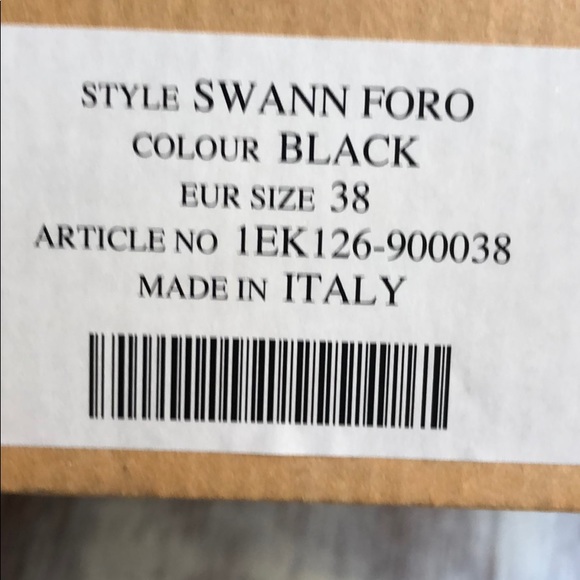 STYLE SWANN FORO
COLOUR BLACK
EUR SIZE 38
ARTICLE NO 1EK126-900038
MADE IN ITALY